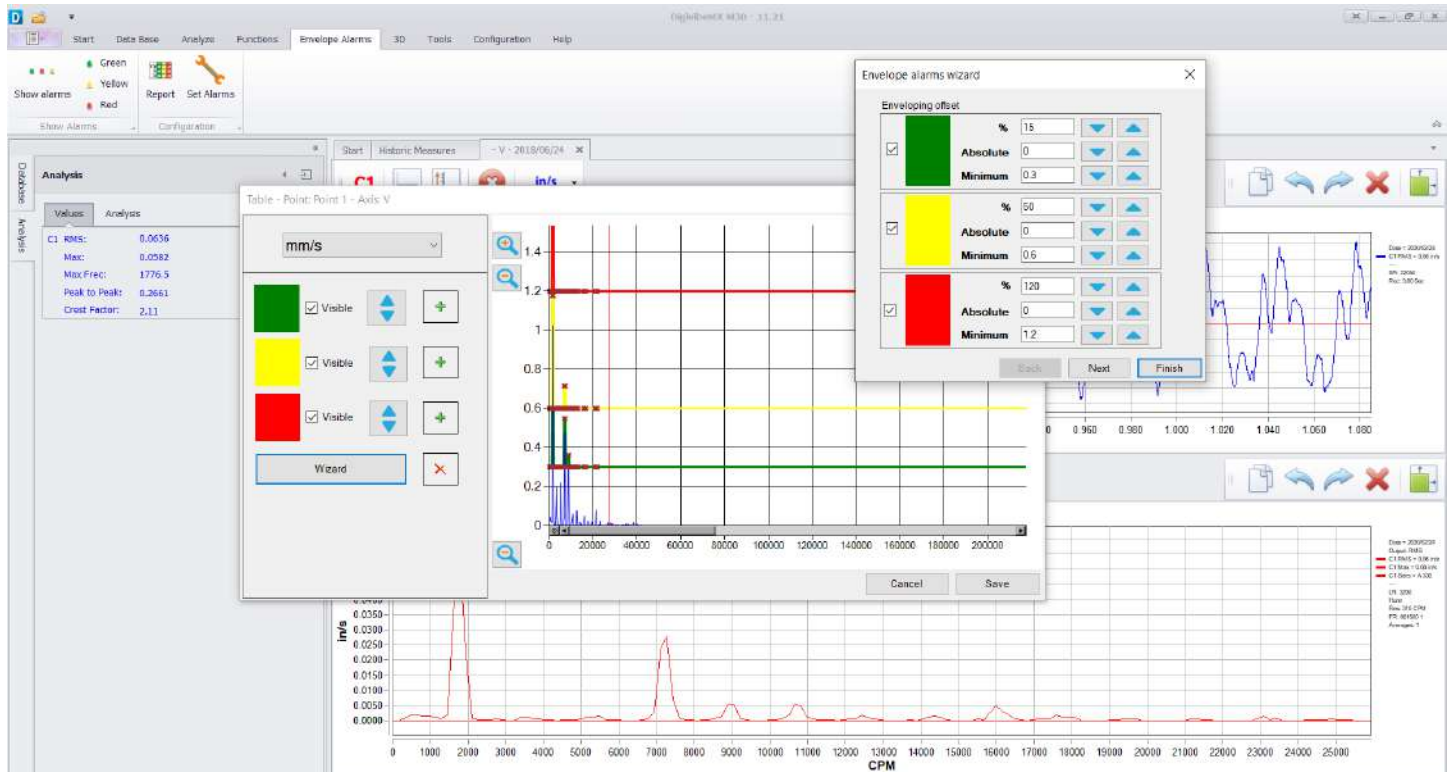 DigivibeMX M30 - 11.21
Start Data Base Analyze Functions Envelope Alarms 3D Tools Configuration Help
Show alarms
Green
Yellow
Red
Report Set Alarms
Show Alarms
Configuration
Database
Analysis
Analysis
Values Analysis
C1 RMS: 0.0636
Max: 0.0582
Max Frec: 1776.5
Peak to Peak: 0.2661
Crest Factor: 2.11
Start Historic Measures - V - 2018/06/24
C1 in/s
Table - Point: Point 1 - Axis: V
mm/s
Visible
Visible
Visible
Wizard
1.4
1.2
1
0.8
0.6
0.4
0.2
0
0 20000 40000 60000 80000 100000 120000 140000 160000 180000 200000
Cancel Save
Envelope alarms wizard
Enveloping offset
% 15
Absolute 0
Minimum 0.3
% 50
Absolute 0
Minimum 0.6
% 120
Absolute 0
Minimum 1.2
Back Next Finish
0.960 0.980 1.000 1.020 1.040 1.060 1.080
in/s
0.0350
0.0300
0.0250
0.0200
0.0150
0.0100
0.0050
0.0000
0 1000 2000 3000 4000 5000 6000 7000 8000 9000 10000 11000 12000 13000 14000 15000 16000 17000 18000 19000 20000 21000 22000 23000 24000 25000
CPM